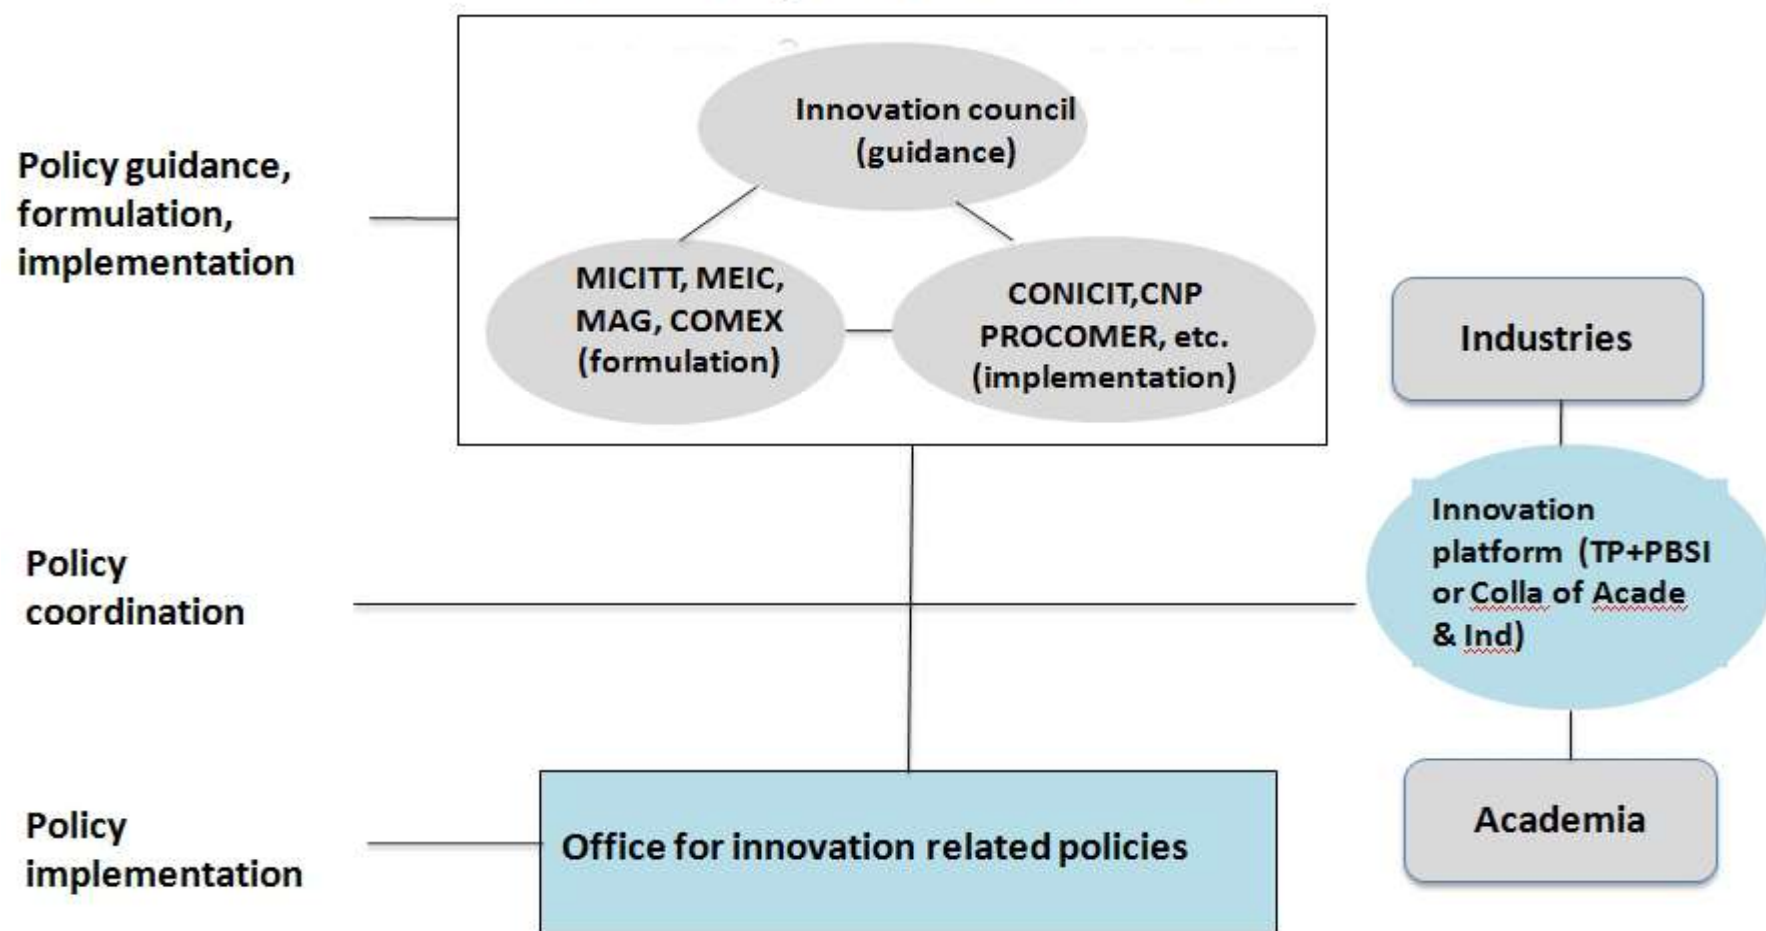 Innovation council
(guidance)
Policy guidance,
formulation,
implementation
MICITT, MEIC,
MAG, COMEX
(formulation)
CONICIT,CNP
PROCOMER, etc.
(implementation)
Industries
Innovation
platform (TP+PBSI
or Colla of Acade
& Ind)
Policy
coordination
Academia
Policy
implementation
Office for innovation related policies